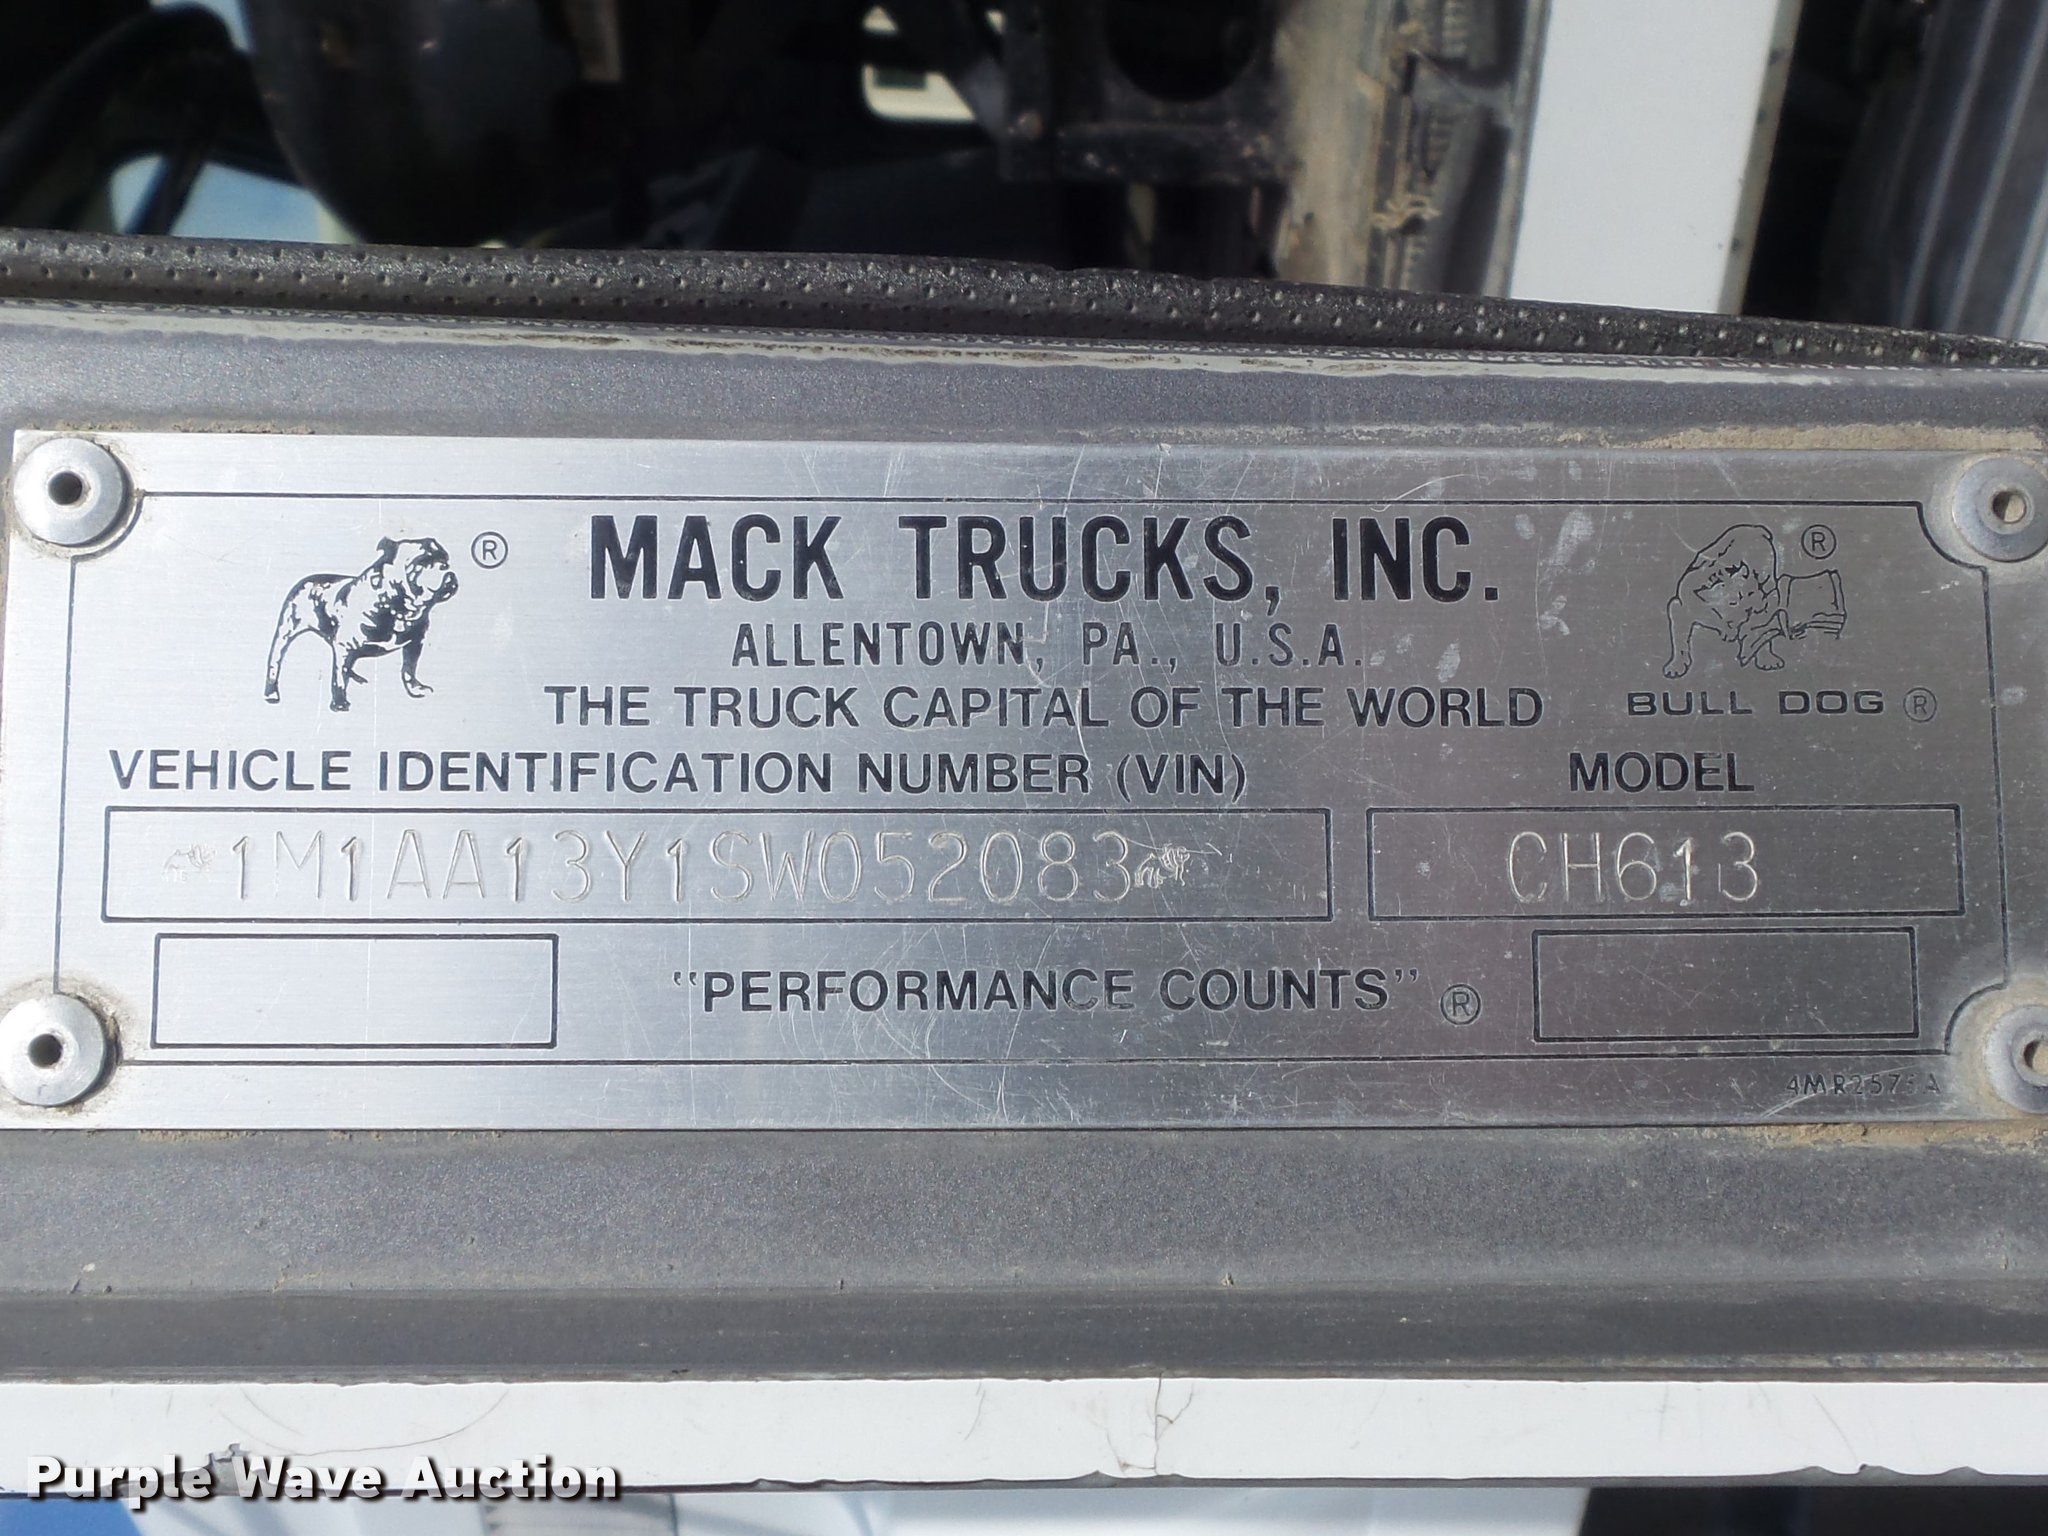 ® MACK TRUCKS, INC. ®
ALLENTOWN, PA., U.S.A.
THE TRUCK CAPITAL OF THE WORLD
BULL DOG ®
VEHICLE IDENTIFICATION NUMBER (VIN)
MODEL
1M1AA13Y1SW052083
CH613
"PERFORMANCE COUNTS" ®
Purple Wave Auction